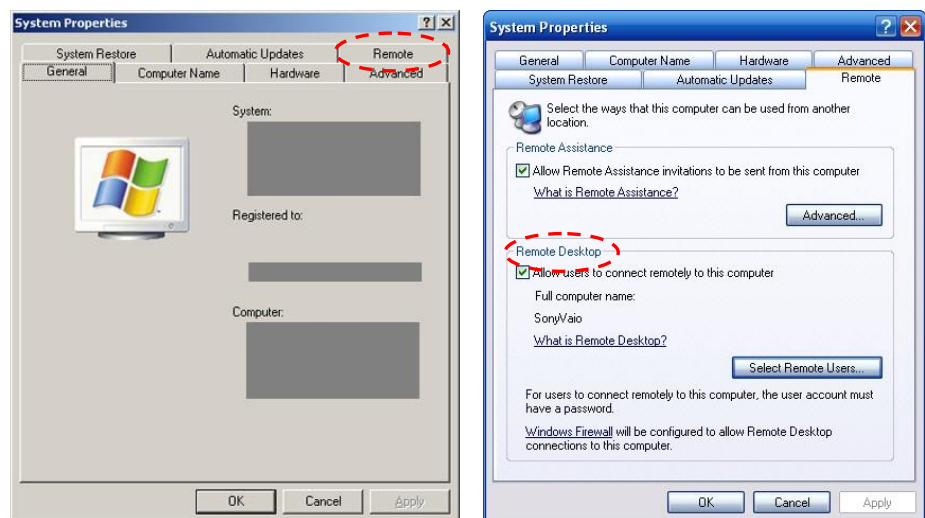 System Properties
System Restore Automatic Updates Remote
General Computer Name Hardware Advanced
System:
Registered to:
Computer:
OK Cancel Apply
System Properties
General Computer Name Hardware Advanced
System Restore Automatic Updates Remote
Select the ways that this computer can be used from another
location.
Remote Assistance
Allow Remote Assistance invitations to be sent from this computer
What is Remote Assistance?
Advanced...
Remote Desktop
Allow users to connect remotely to this computer
Full computer name:
SonyVaio
What is Remote Desktop?
Select Remote Users...
For users to connect remotely to this computer, the user account must
have a password.
Windows Firewall will be configured to allow Remote Desktop
connections to this computer.
OK Cancel Apply